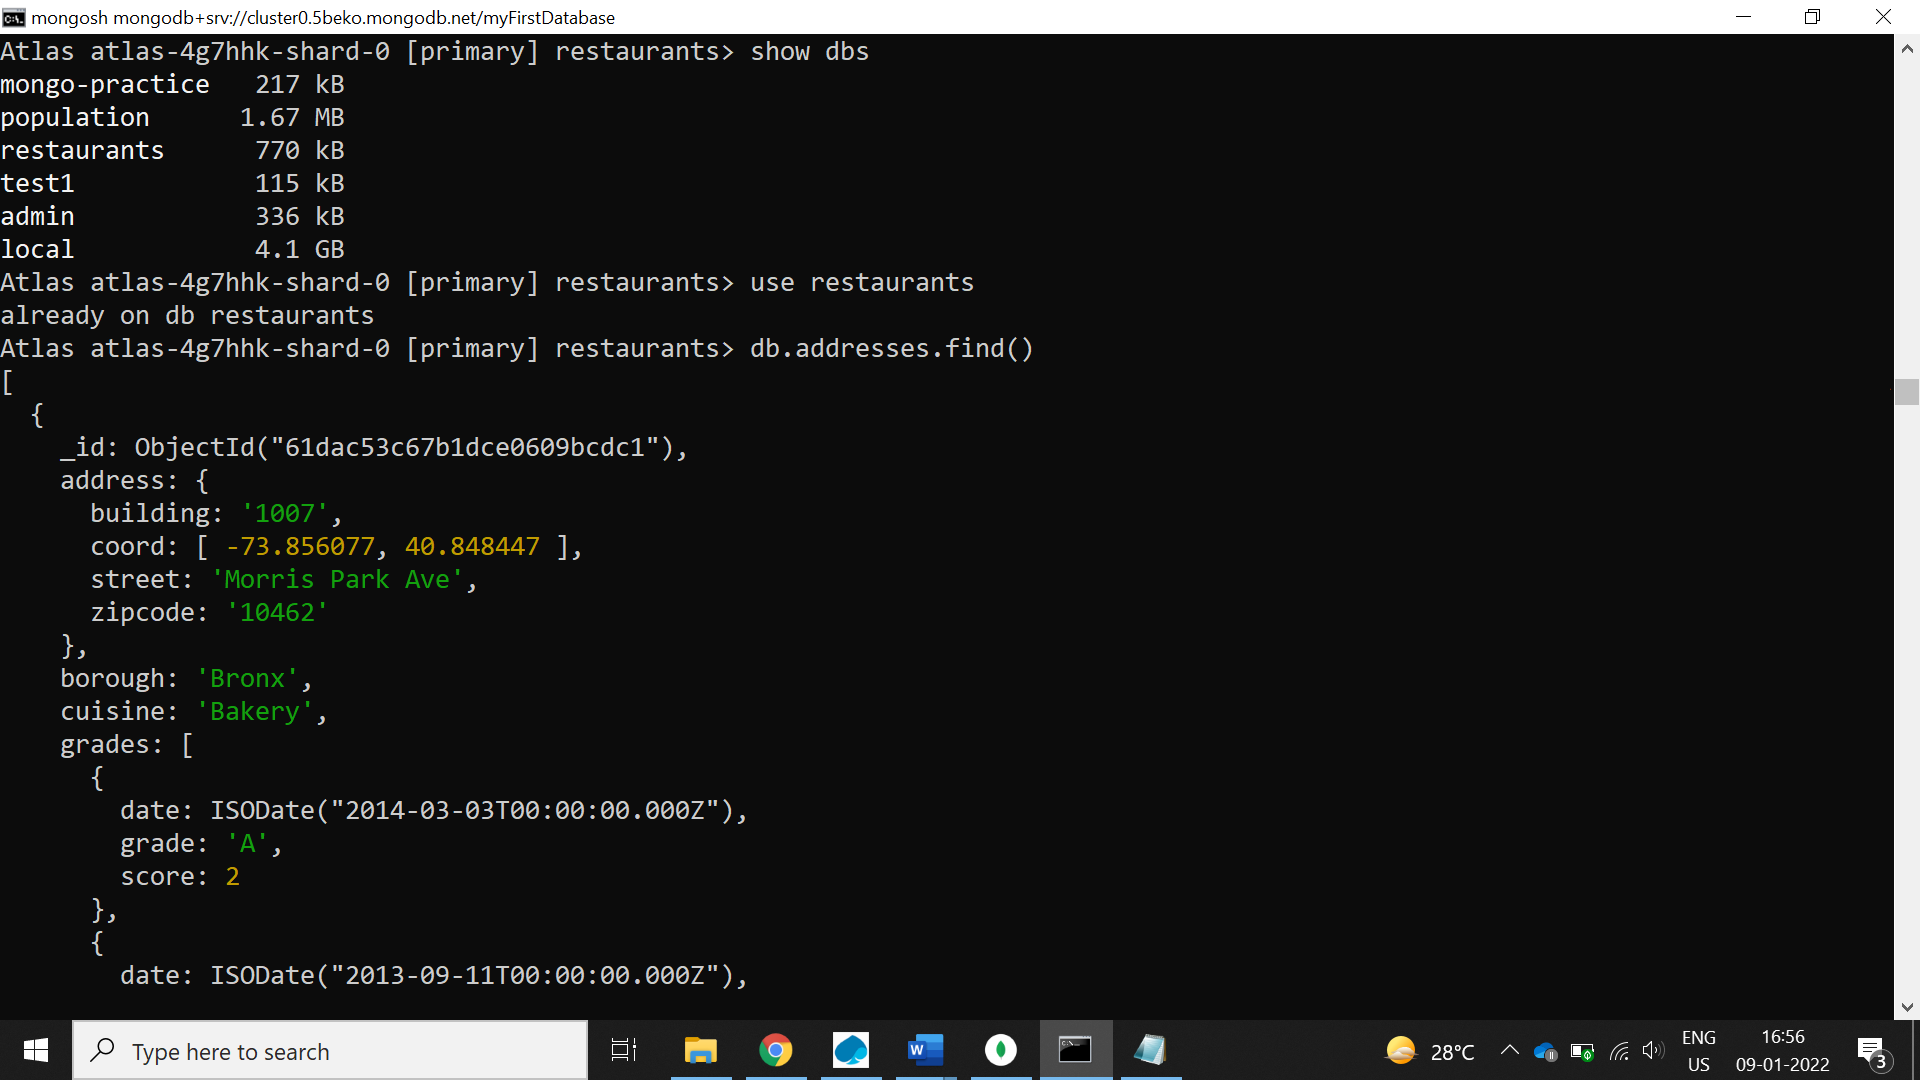 mongosh mongodb+srv://cluster0.5beko.mongodb.net/myFirstDatabase
Atlas atlas-4g7hhk-shard-0 [primary] restaurants> show dbs
mongo-practice   217 kB
population      1.67 MB
restaurants      770 kB
test1            115 kB
admin            336 kB
local            4.1 GB
Atlas atlas-4g7hhk-shard-0 [primary] restaurants> use restaurants
already on db restaurants
Atlas atlas-4g7hhk-shard-0 [primary] restaurants> db.addresses.find()
[
  {
    _id: ObjectId("61dac53c67b1dce0609bcdc1"),
    address: {
      building: '1007',
      coord: [ -73.856077, 40.848447 ],
      street: 'Morris Park Ave',
      zipcode: '10462'
    },
    borough: 'Bronx',
    cuisine: 'Bakery',
    grades: [
      {
        date: ISODate("2014-03-03T00:00:00.000Z"),
        grade: 'A',
        score: 2
      },
      {
        date: ISODate("2013-09-11T00:00:00.000Z"),
Type here to search
W
28°C
ENG
US
16:56
09-01-2022
3